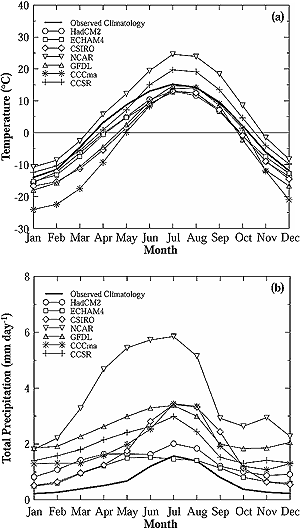 (a)
Observed Climatology
HadCM2
ECHAM4
CSIRO
NCAR
GFDL
CCCma
CCSR
Temperature (°C)
40
30
20
10
0
-10
-20
-30
Jan Feb Mar Apr May Jun Jul Aug Sep Oct Nov Dec
Month
(b)
Observed Climatology
HadCM2
ECHAM4
CSIRO
NCAR
GFDL
CCCma
CCSR
Total Precipitation (mm day⁻¹)
8
6
4
2
0
Jan Feb Mar Apr May Jun Jul Aug Sep Oct Nov Dec
Month